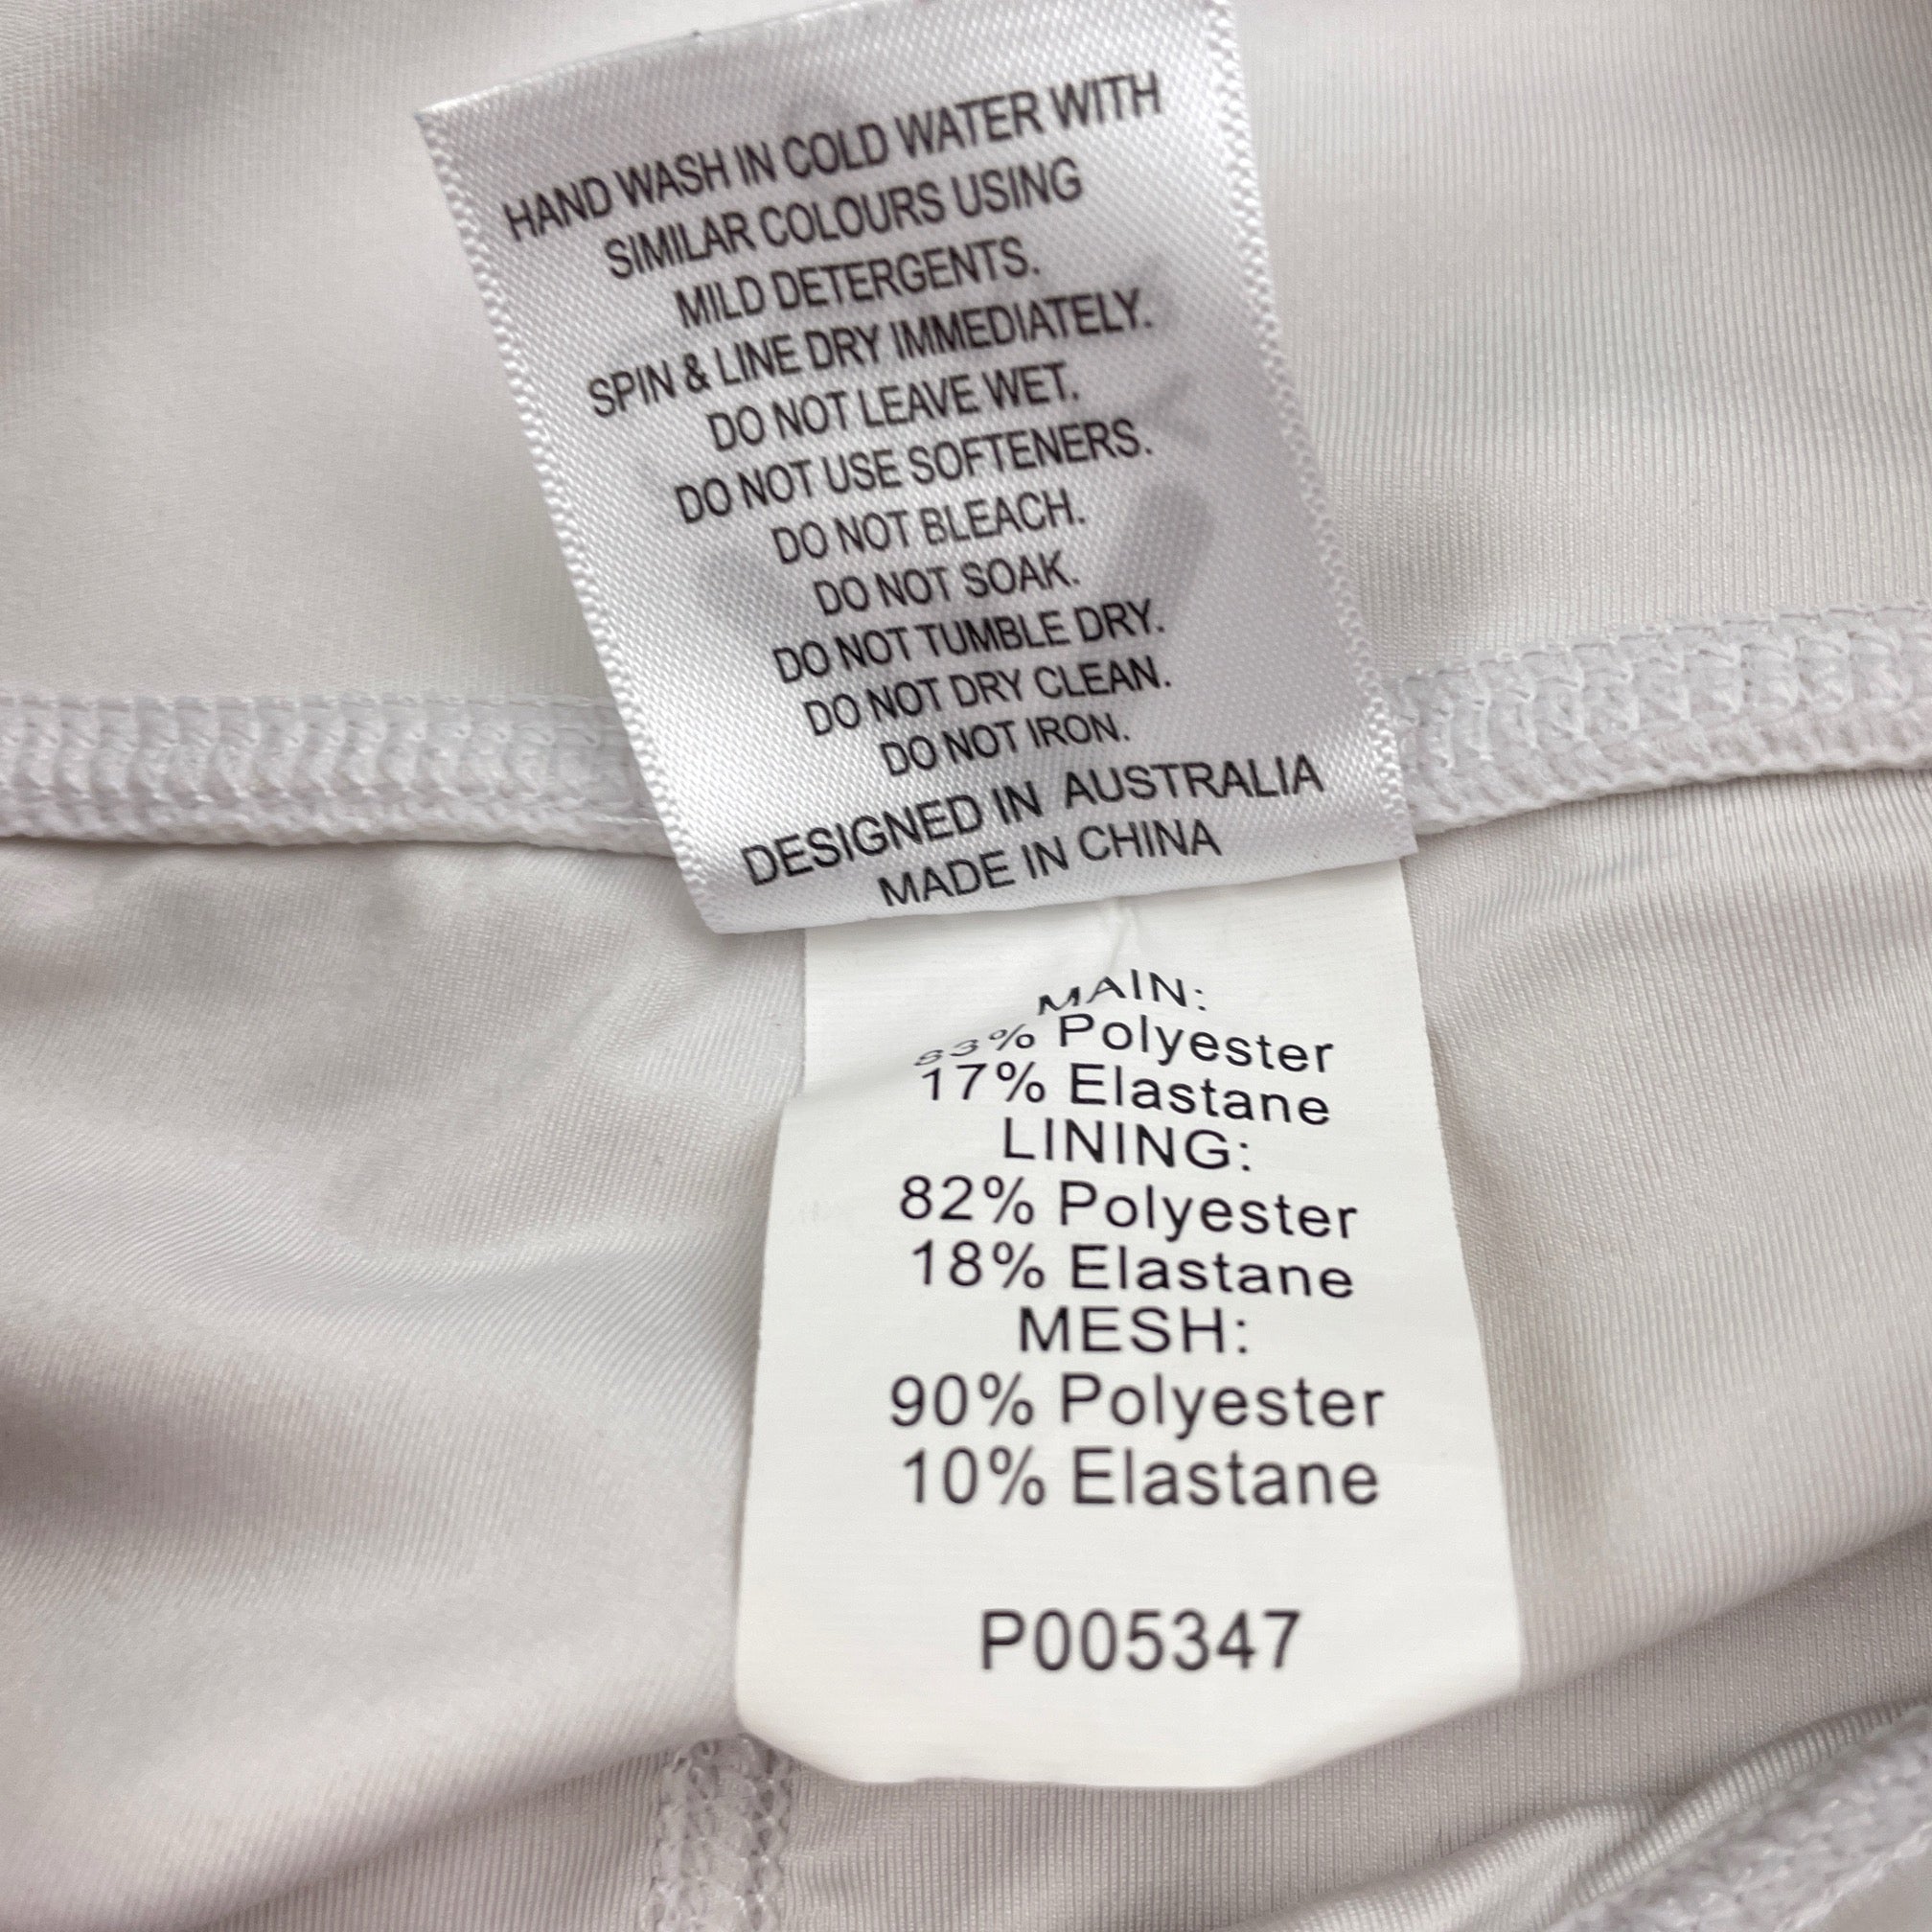 HAND WASH IN COLD WATER WITH
SIMILAR COLOURS USING
MILD DETERGENTS.
SPIN & LINE DRY IMMEDIATELY.
DO NOT LEAVE WET.
DO NOT USE SOFTENERS.
DO NOT BLEACH.
DO NOT SOAK.
DO NOT TUMBLE DRY.
DO NOT DRY CLEAN.
DO NOT IRON.
DESIGNED IN AUSTRALIA
MADE IN CHINA
MAIN:
83% Polyester
17% Elastane
LINING:
82% Polyester
18% Elastane
MESH:
90% Polyester
10% Elastane
P005347